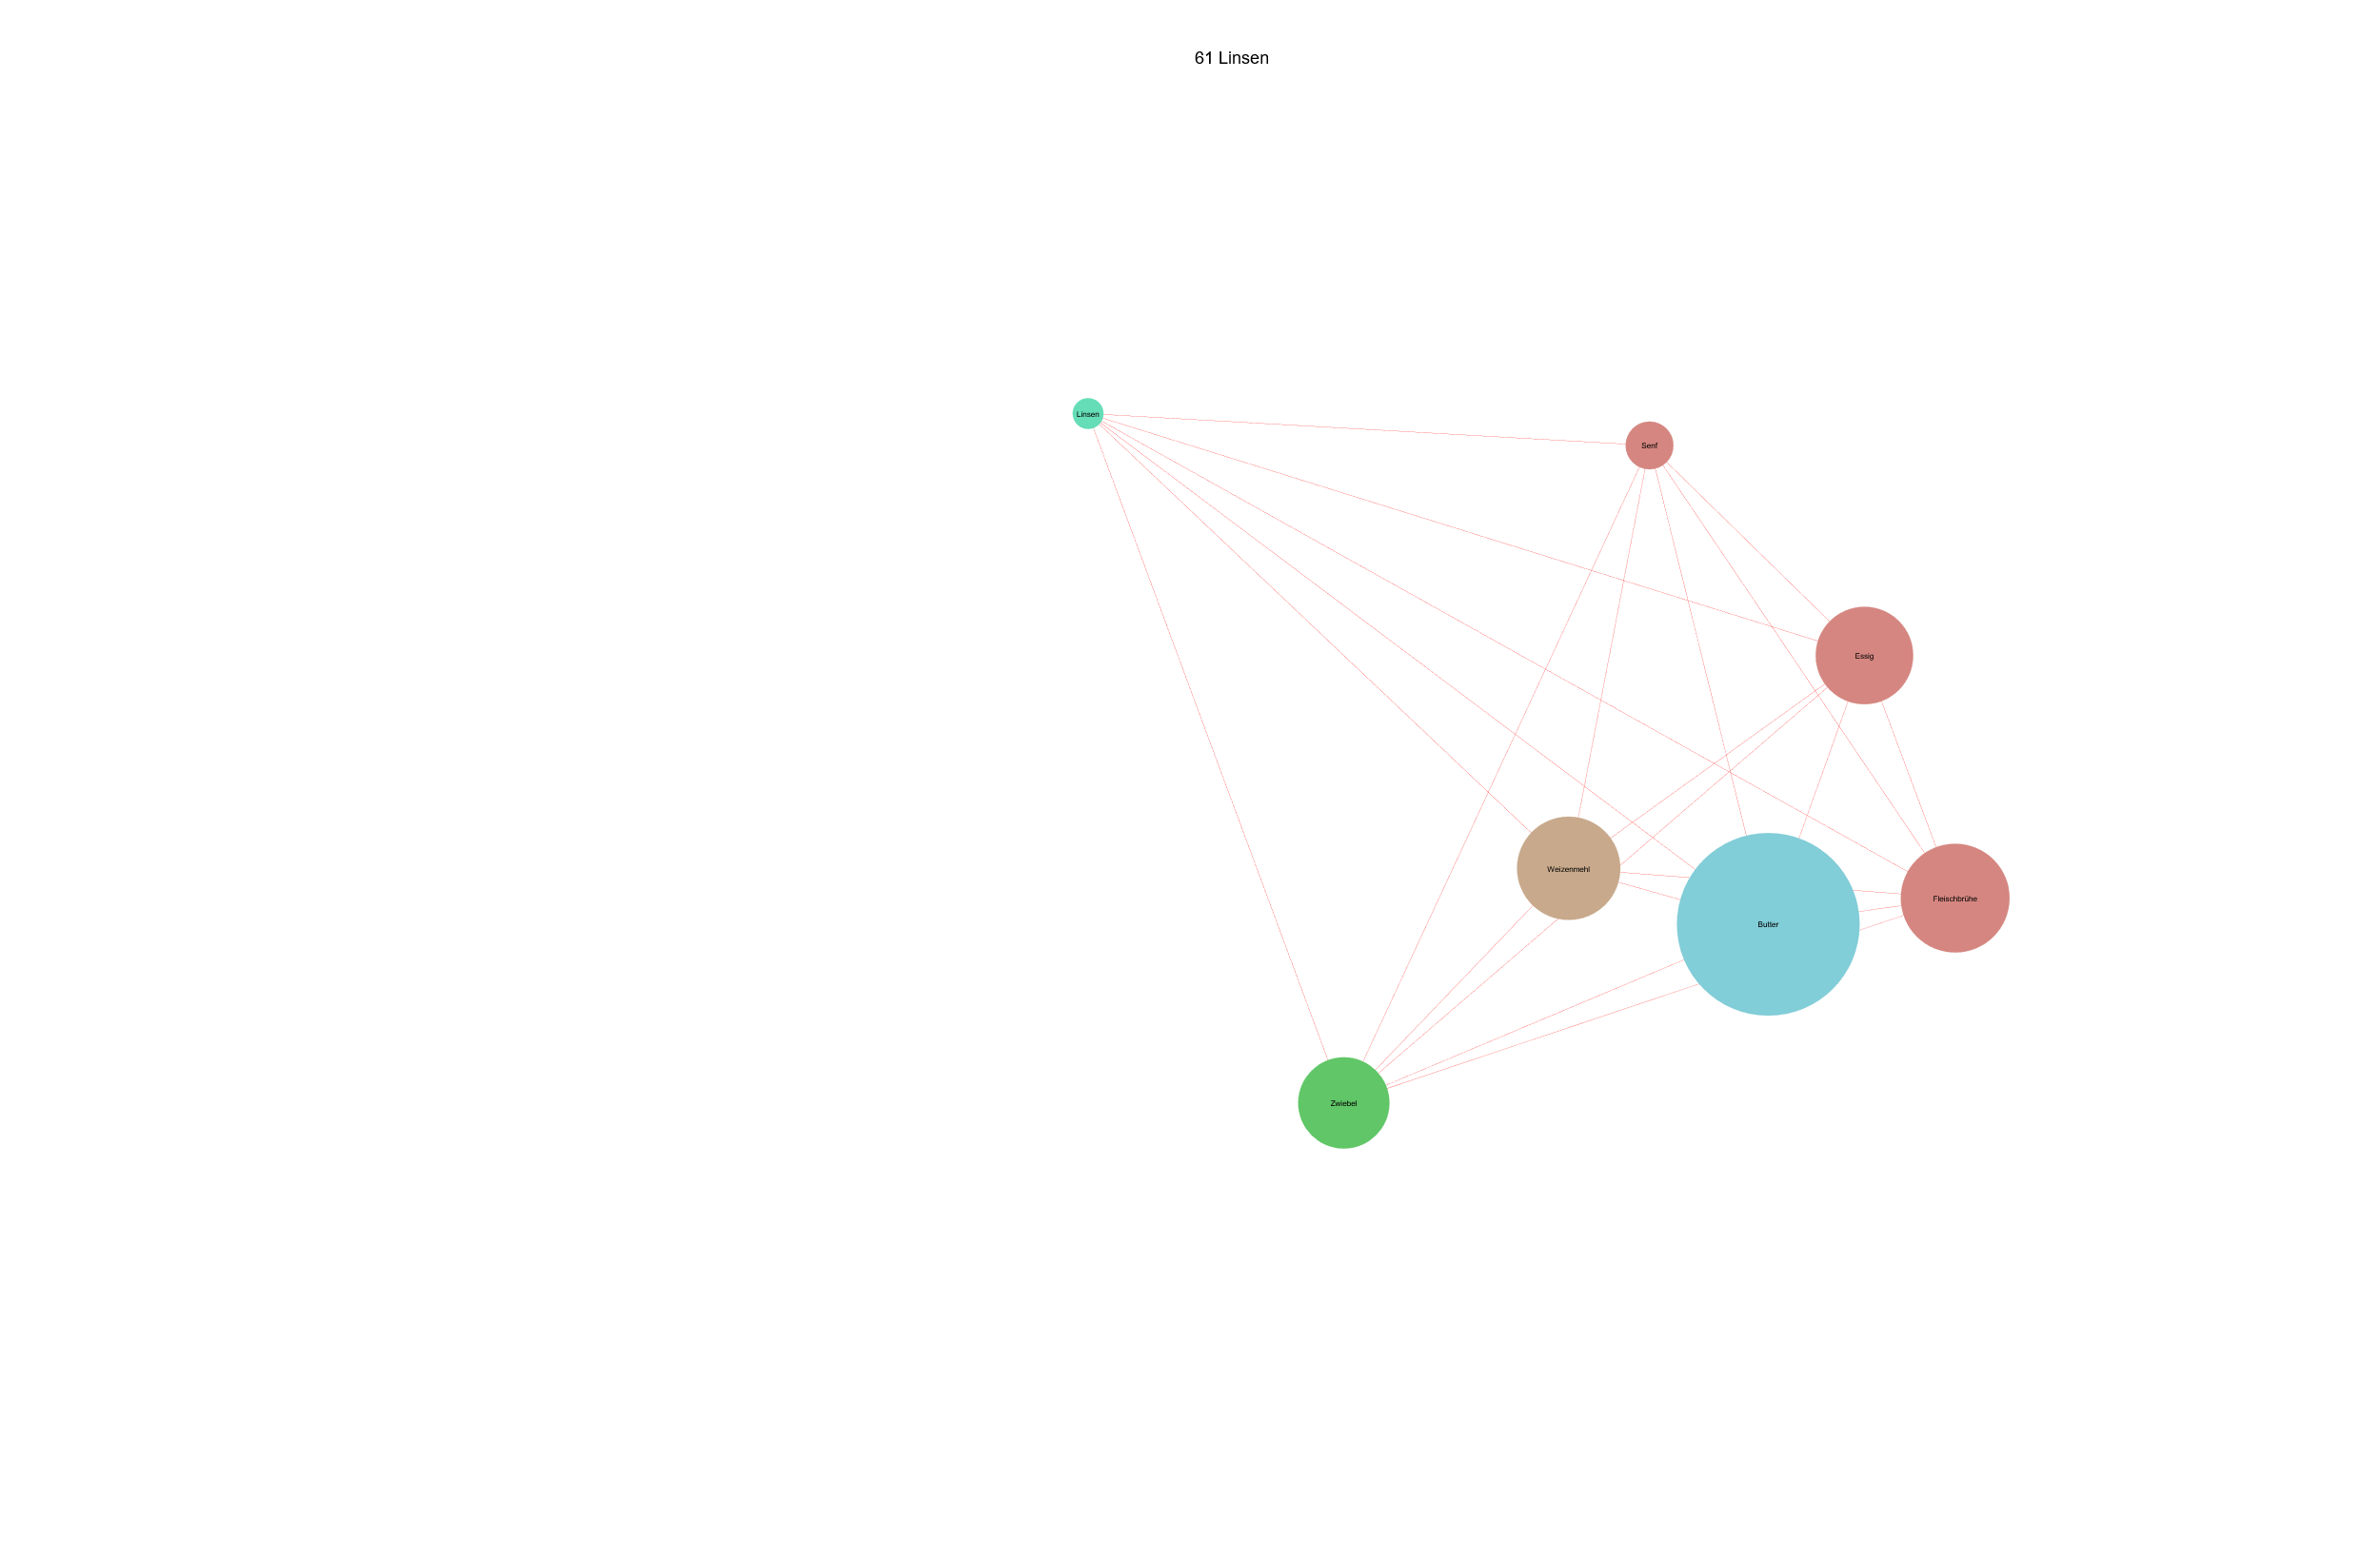 61 Linsen
Linsen
Senf
Essig
Weizenmehl
Fleischbrühe
Butter
Zwiebel